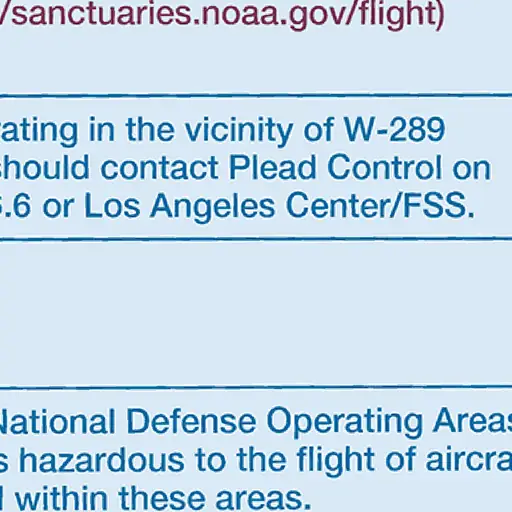 /sanctuaries.noaa.gov/flight)
rating in the vicinity of W-289
should contact Plead Control on
.6 or Los Angeles Center/FSS.
National Defense Operating Areas
s hazardous to the flight of aircra
within these areas.